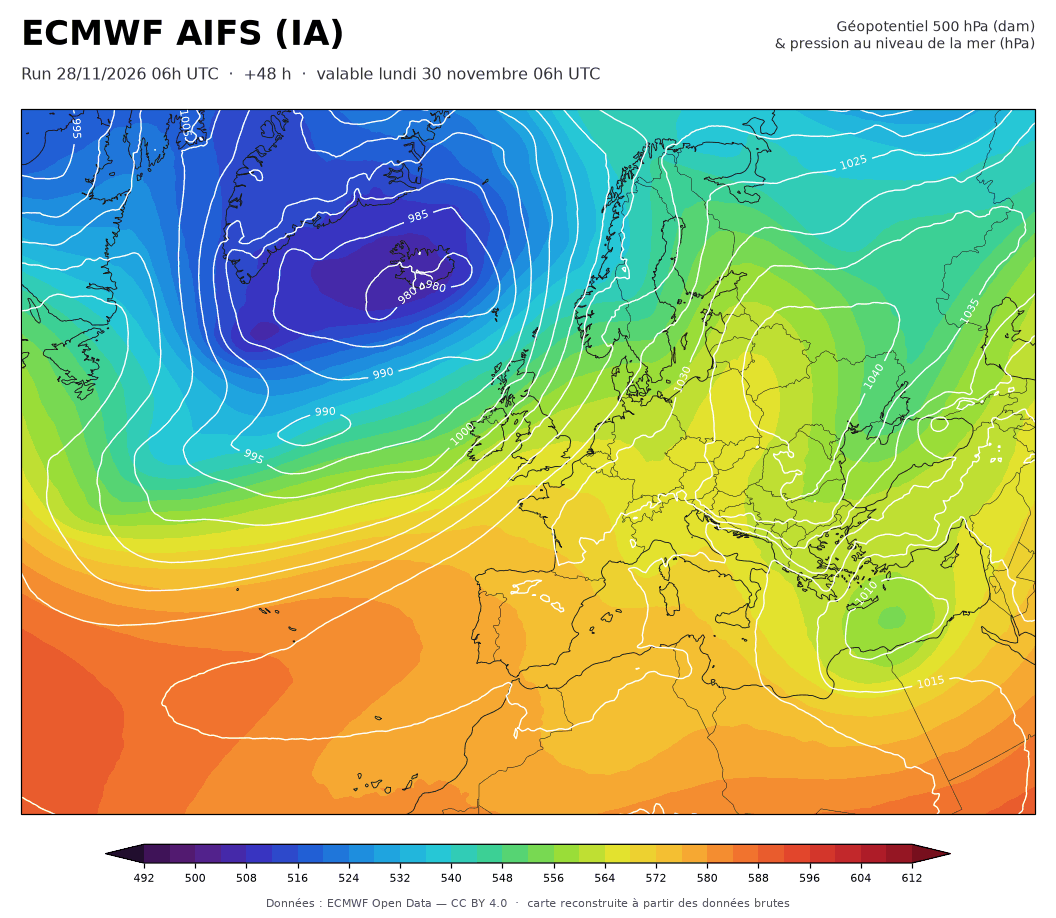 ECMWF AIFS (IA)
Géopotentiel 500 hPa (dam)
& pression au niveau de la mer (hPa)
Run 28/11/2026 06h UTC · +48 h · valable lundi 30 novembre 06h UTC
995
1005
1025
985
980
980
1035
990
1030
1040
990
1000
995
1010
1015
492 500 508 516 524 532 540 548 556 564 572 580 588 596 604 612
Données : ECMWF Open Data — CC BY 4.0 · carte reconstruite à partir des données brutes